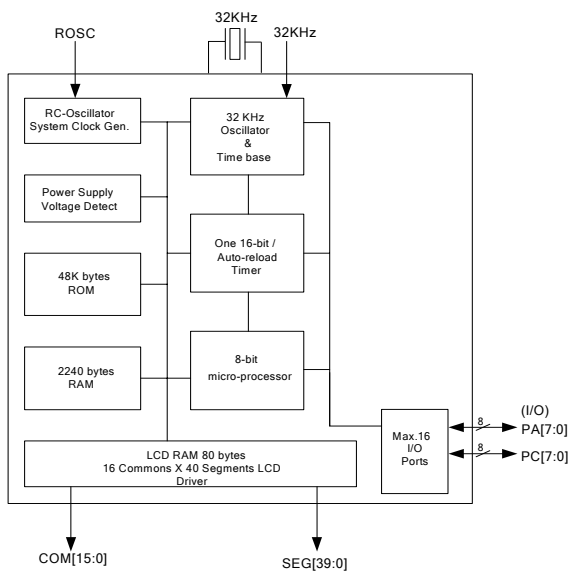 32KHz
ROSC
32KHz
RC-Oscillator
System Clock Gen.
32 KHz
Oscillator
&
Time base
Power Supply
Voltage Detect
One 16-bit /
Auto-reload
Timer
48K bytes
ROM
8-bit
micro-processor
2240 bytes
RAM
Max.16
I/O
Ports
8
8
(I/O)
PA[7:0]
PC[7:0]
LCD RAM 80 bytes
16 Commons X 40 Segments LCD
Driver
COM[15:0]
SEG[39:0]